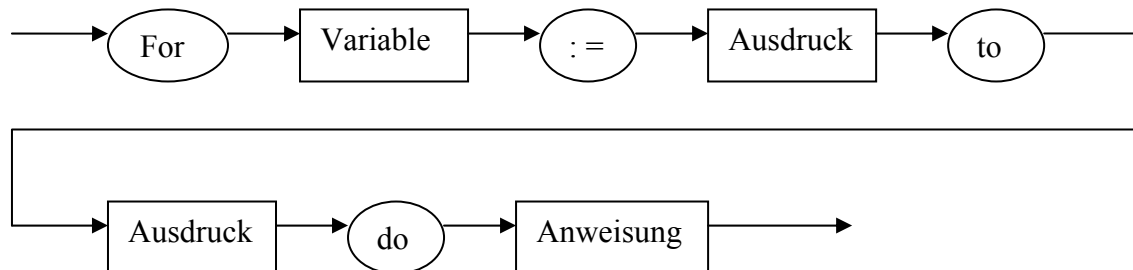 For Variable : = Ausdruck to
Ausdruck do Anweisung